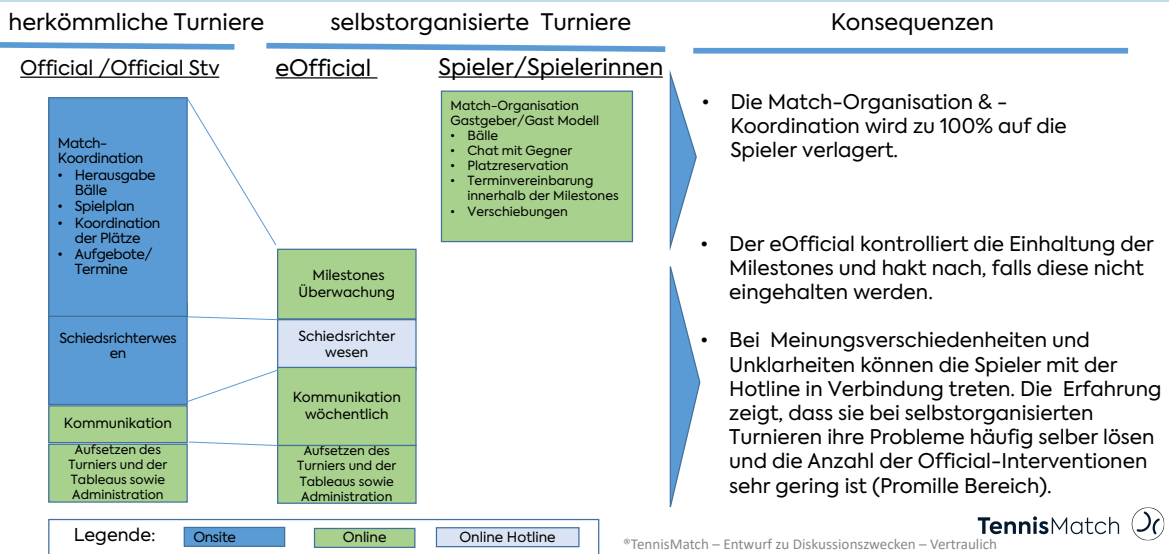 herkömmliche Turniere
selbstorganisierte Turniere
Konsequenzen
Official /Official Stv
eOfficial
Spieler/Spielerinnen
Match-
Koordination
• Herausgabe
Bälle
• Spielplan
• Koordination
der Plätze
• Aufgebote/
Termine
Schiedsrichterwes
en
Kommunikation
Aufsetzen des
Turniers und der
Tableaus sowie
Administration
Milestones
Überwachung
Schiedsrichter
wesen
Kommunikation
wöchentlich
Aufsetzen des
Turniers und der
Tableaus sowie
Administration
Match-Organisation
Gastgeber/Gast Modell
• Bälle
• Chat mit Gegner
• Platzreservation
• Terminvereinbarung
innerhalb der Milestones
• Verschiebungen
• Die Match-Organisation & -
Koordination wird zu 100% auf die
Spieler verlagert.
• Der eOfficial kontrolliert die Einhaltung der
Milestones und hakt nach, falls diese nicht
eingehalten werden.
• Bei Meinungsverschiedenheiten und
Unklarheiten können die Spieler mit der
Hotline in Verbindung treten. Die Erfahrung
zeigt, dass sie bei selbstorganisierten
Turnieren ihre Probleme häufig selber lösen
und die Anzahl der Official-Interventionen
sehr gering ist (Promille Bereich).
Legende:
Onsite
Online
Online Hotline
TennisMatch
®TennisMatch – Entwurf zu Diskussionszwecken – Vertraulich